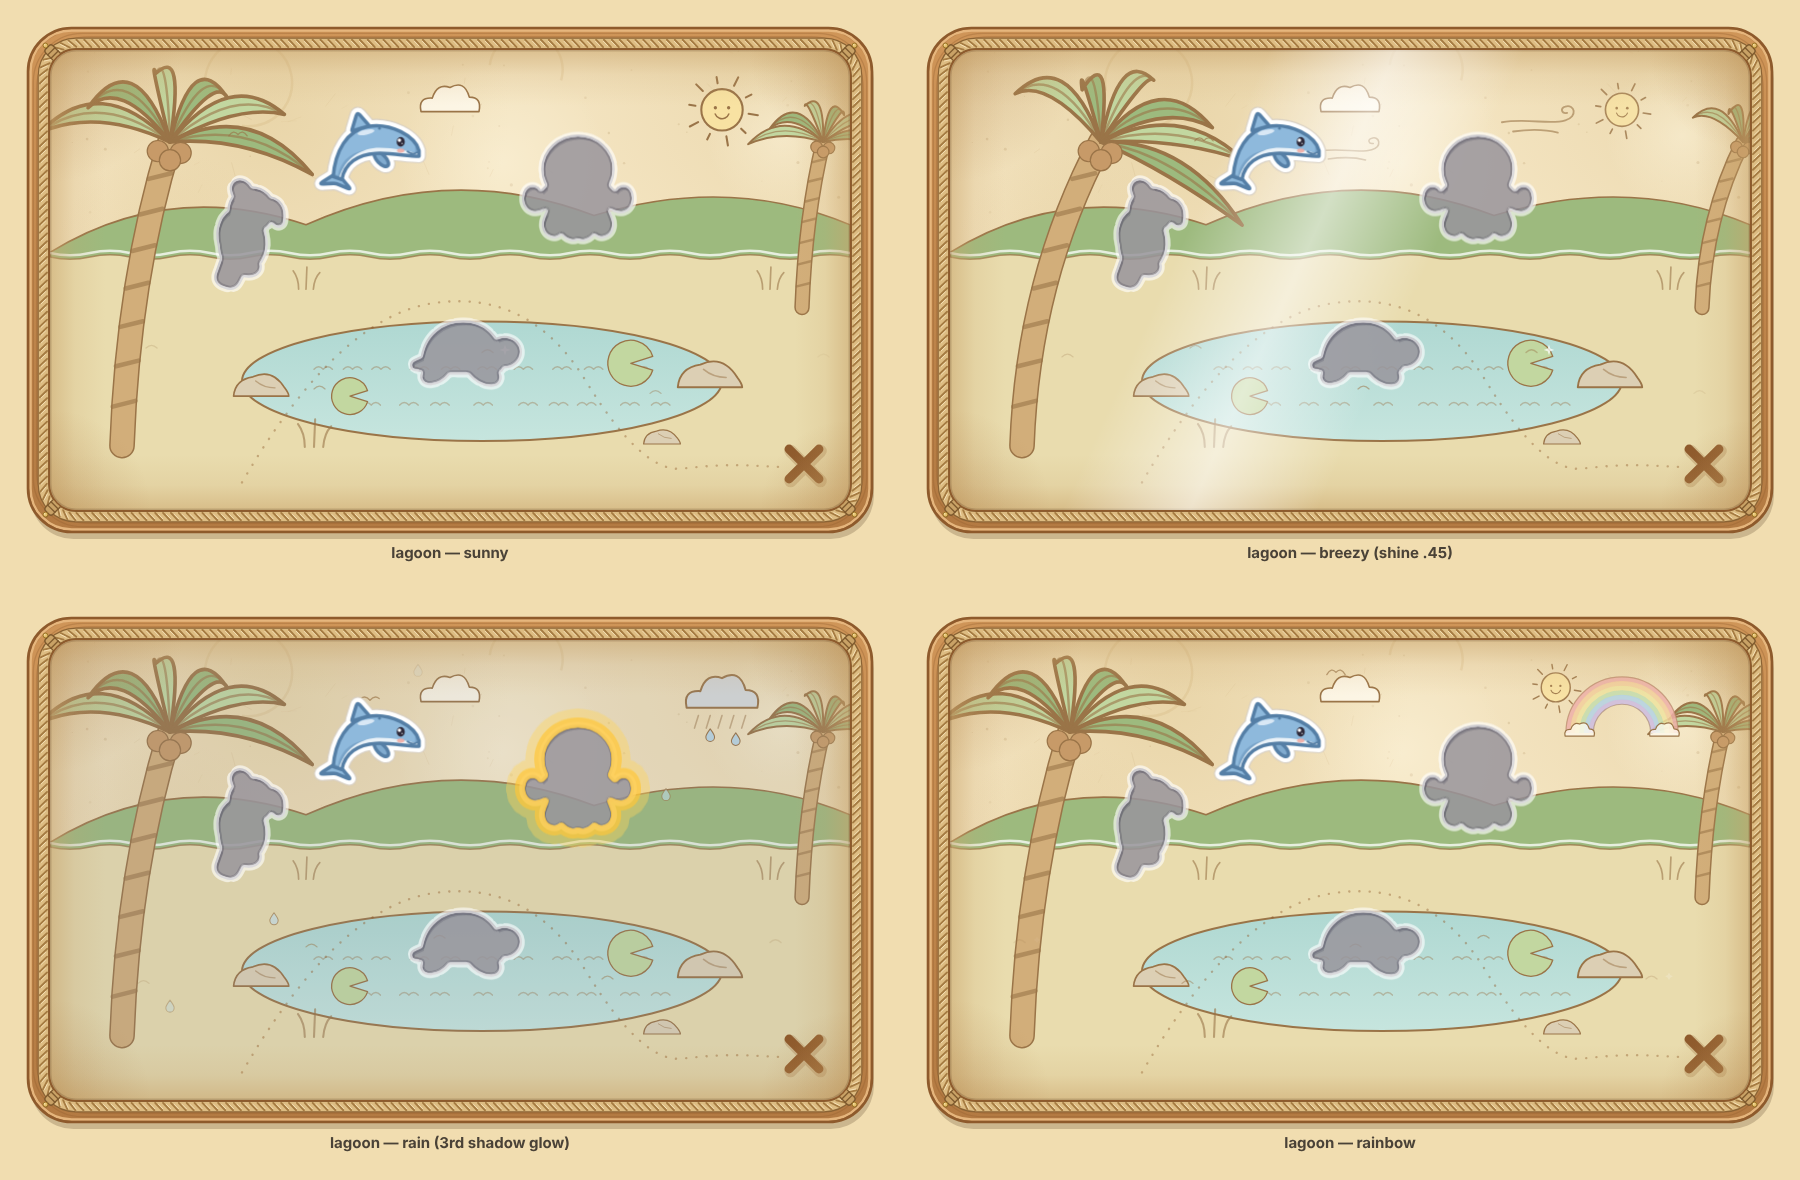 lagoon — sunny
lagoon — breezy (shine .45)
lagoon — rain (3rd shadow glow)
lagoon — rainbow